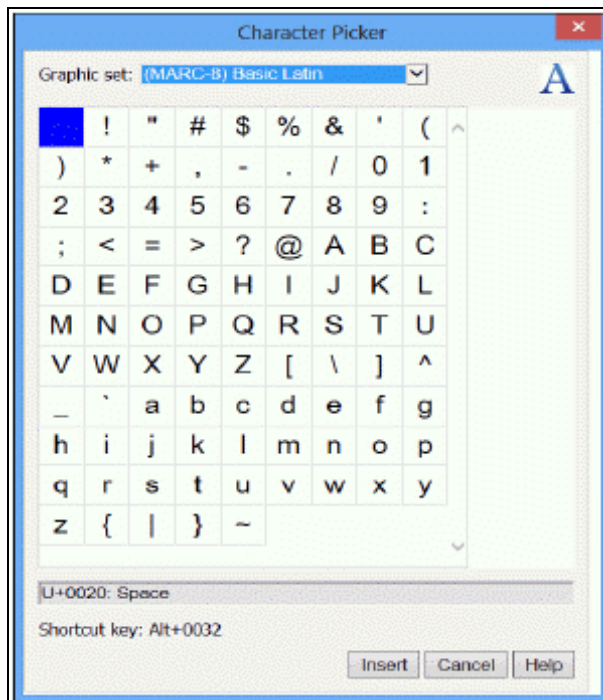 Character Picker
Graphic set: (MARC-8) Basic Latin
A
! " # $ % & ' (
) * + , - . / 0 1
2 3 4 5 6 7 8 9 :
; < = > ? @ A B C
D E F G H I J K L
M N O P Q R S T U
V W X Y Z [ \ ] ^
_ ` a b c d e f g
h i j k l m n o p
q r s t u v w x y
z { | } ~
U+0020: Space
Shortcut key: Alt+0032
Insert Cancel Help